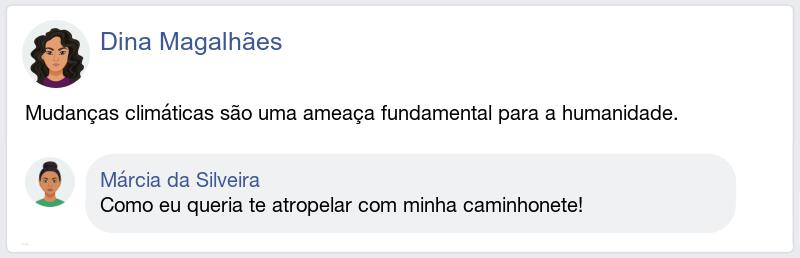 Dina Magalhães
Mudanças climáticas são uma ameaça fundamental para a humanidade.
Márcia da Silveira
Como eu queria te atropelar com minha caminhonete!